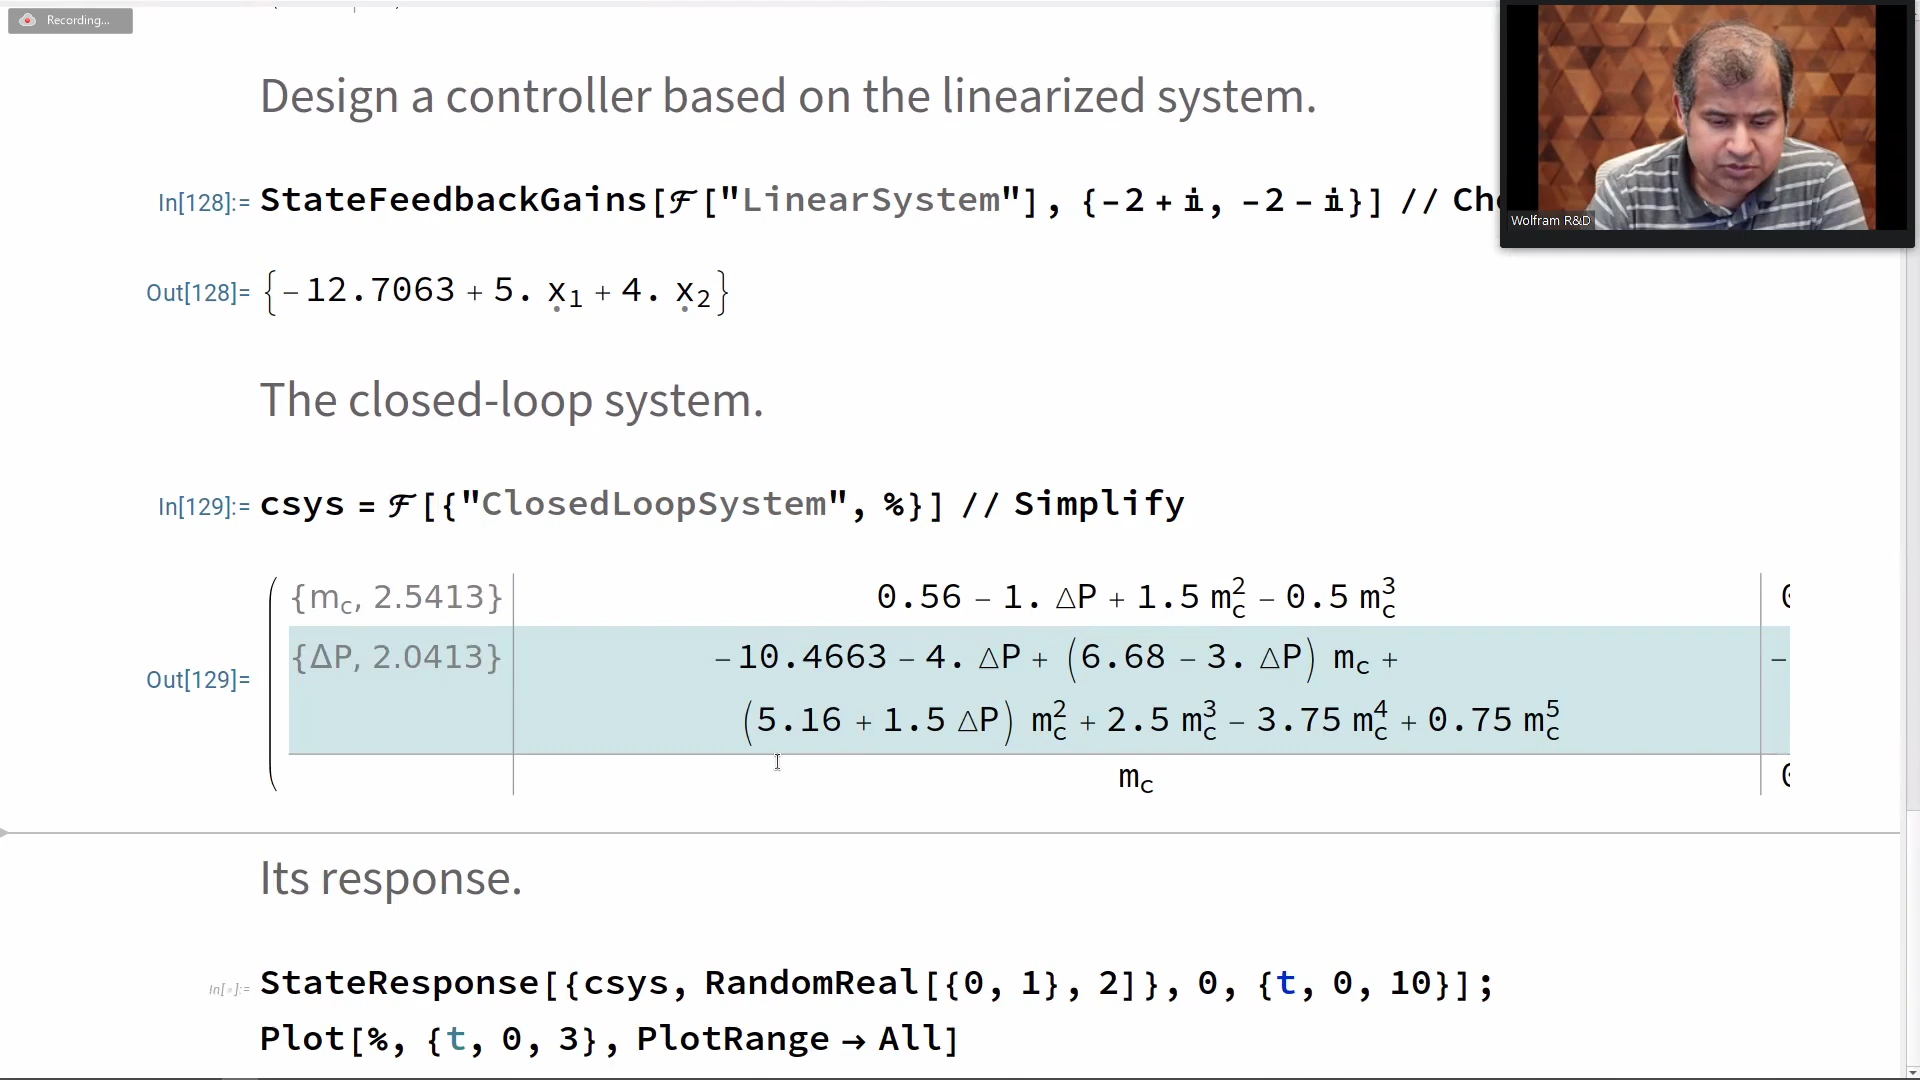 Recording...
Design a controller based on the linearized system.
In[128]:= StateFeedbackGains[ℱ["LinearSystem"], {-2 + ⅈ, -2 - ⅈ}] // Ch
Wolfram R&D
Out[128]= {-12.7063 + 5. x₁ + 4. x₂}
The closed-loop system.
In[129]:= csys = ℱ[{"ClosedLoopSystem", %}] // Simplify
{m_c, 2.5413} 0.56 - 1. △P + 1.5 m_c^2 - 0.5 m_c^3
{ΔP, 2.0413} -10.4663 - 4. △P + (6.68 - 3. △P) m_c +
Out[129]=
(5.16 + 1.5 △P) m_c^2 + 2.5 m_c^3 - 3.75 m_c^4 + 0.75 m_c^5
m_c
Its response.
In[∘]:= StateResponse[{csys, RandomReal[{0, 1}, 2]}, 0, {t, 0, 10}];
Plot[%, {t, 0, 3}, PlotRange → All]